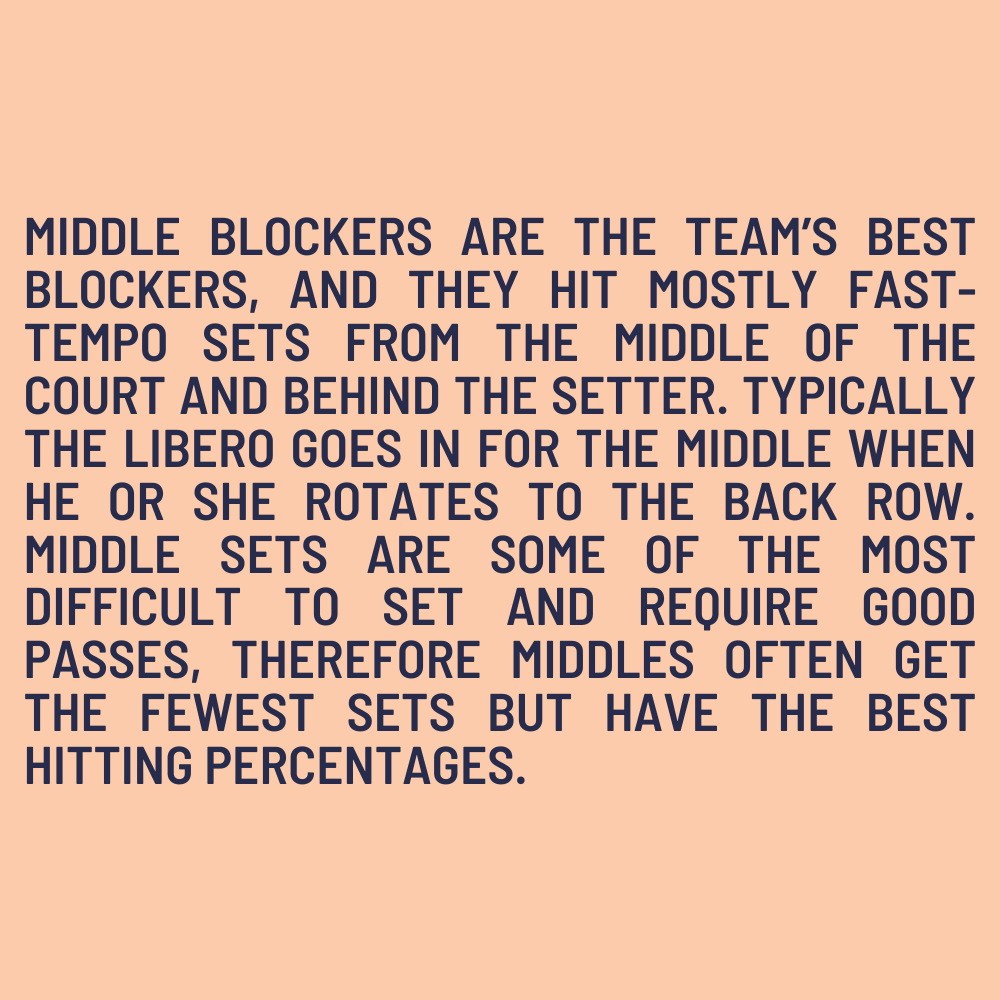 MIDDLE BLOCKERS ARE THE TEAM’S BEST
BLOCKERS, AND THEY HIT MOSTLY FAST-
TEMPO SETS FROM THE MIDDLE OF THE
COURT AND BEHIND THE SETTER. TYPICALLY
THE LIBERO GOES IN FOR THE MIDDLE WHEN
HE OR SHE ROTATES TO THE BACK ROW.
MIDDLE SETS ARE SOME OF THE MOST
DIFFICULT TO SET AND REQUIRE GOOD
PASSES, THEREFORE MIDDLES OFTEN GET
THE FEWEST SETS BUT HAVE THE BEST
HITTING PERCENTAGES.